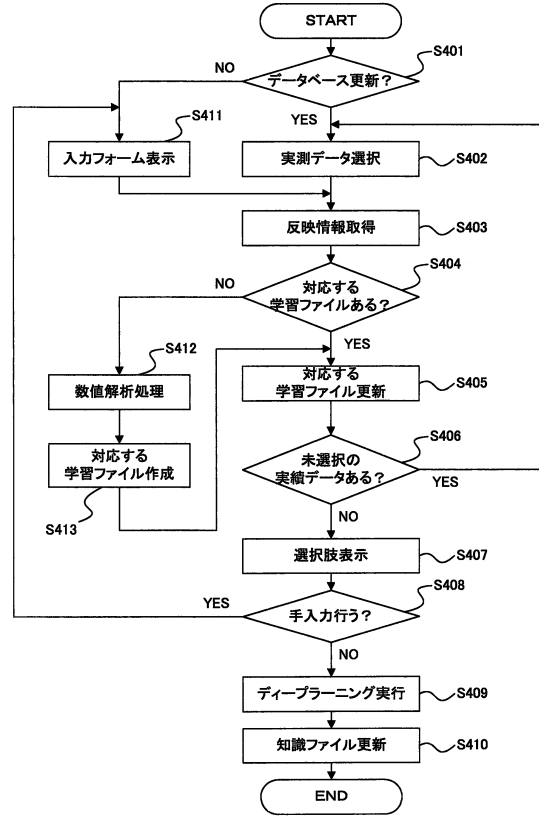 START
S401
NO
データベース更新？
YES
S411
入力フォーム表示
実測データ選択
S402
反映情報取得
S403
S404
NO
対応する
学習ファイルある？
YES
S412
数値解析処理
対応する
学習ファイル更新
S405
対応する
学習ファイル作成
S413
S406
未選択の
実績データある？
YES
NO
選択肢表示
S407
S408
YES
手入力行う？
NO
ディープラーニング実行
S409
知識ファイル更新
S410
END